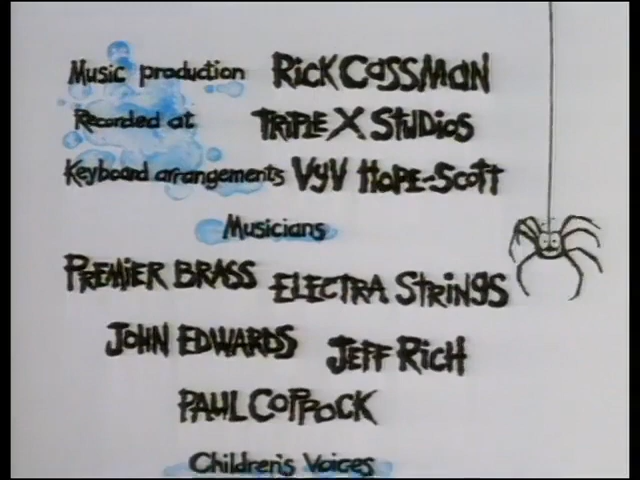 Music production RiCK CaSSMaN
Recorded at TRiPLE X STUDiOS
Keyboard arrangements VyV HOPE-SCOTT
Musicians
PREMiER BRASS ELECTRA STRiNgS
JOHN EDWARDS JEFF RiCH
PAUL COPPOCK
Children's Voices